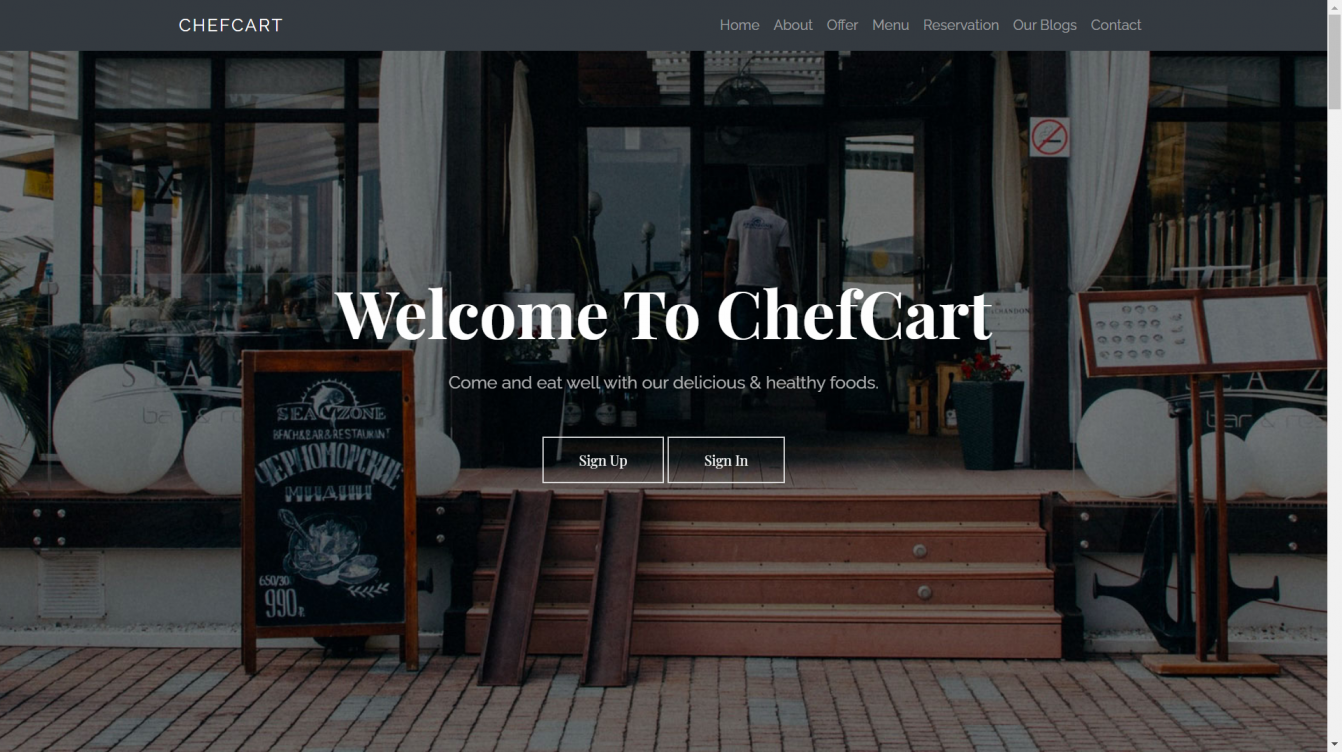 CHEFCART
Home About Offer Menu Reservation Our Blogs Contact
Welcome To ChefCart
Come and eat well with our delicious & healthy foods.
Sign Up Sign In
SEA ZONE
BEACH&BAR&RESTAURANT
ЧЕРНОМОРСКИЕ
МИДИИ
650/30
990
SEA Z
bar & r
SEA Z
bar & re
CHANDON